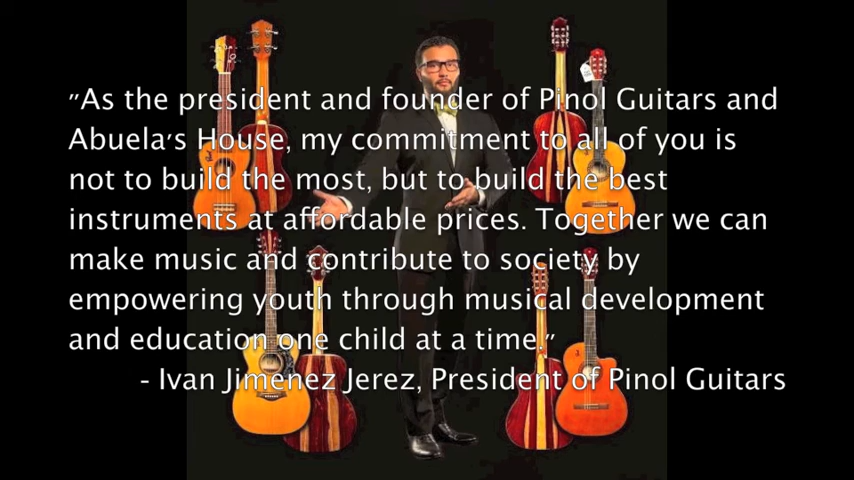 "As the president and founder of Pinol Guitars and
Abuela's House, my commitment to all of you is
not to build the most, but to build the best
instruments at affordable prices. Together we can
make music and contribute to society by
empowering youth through musical development
and education one child at a time."
- Ivan Jimenez Jerez, President of Pinol Guitars